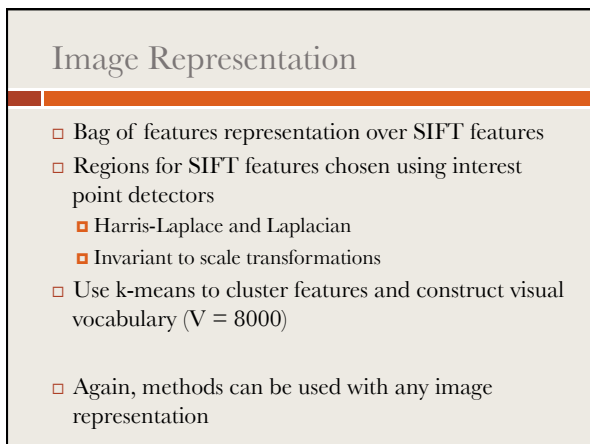 Image Representation
Bag of features representation over SIFT features
Regions for SIFT features chosen using interest
point detectors
Harris-Laplace and Laplacian
Invariant to scale transformations
Use k-means to cluster features and construct visual
vocabulary (V = 8000)
Again, methods can be used with any image
representation